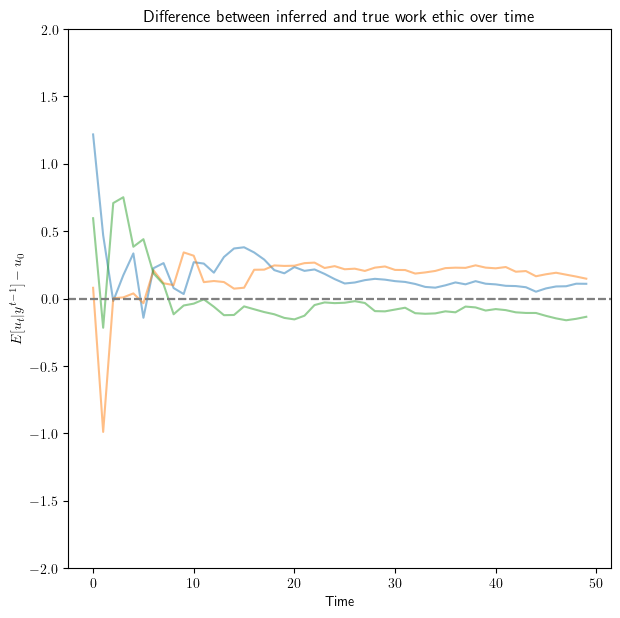 Difference between inferred and true work ethic over time
2.0
1.5
1.0
0.5
0.0
−0.5
−1.0
−1.5
−2.0
E[u_t|y^{t−1}] − u_0
0 10 20 30 40 50
Time